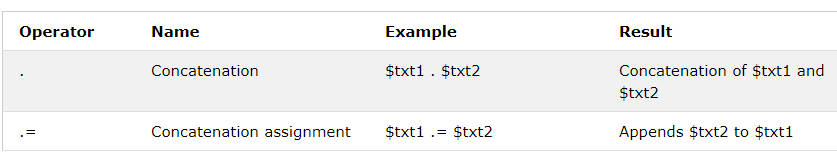 Operator Name Example Result
. Concatenation $txt1 . $txt2 Concatenation of $txt1 and
$txt2
.= Concatenation assignment $txt1 .= $txt2 Appends $txt2 to $txt1